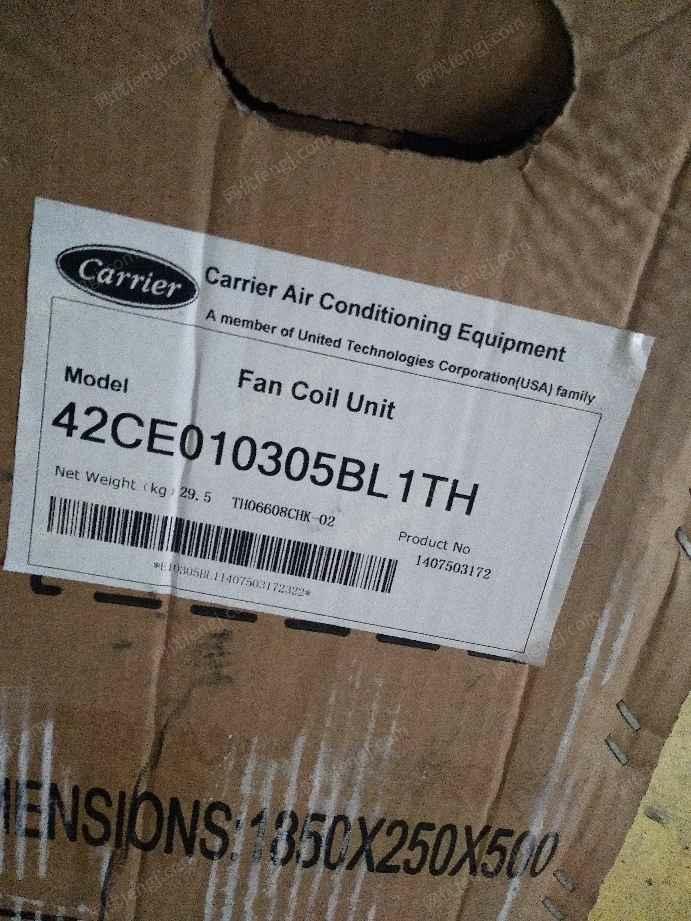 Carrier
Carrier Air Conditioning Equipment
A member of United Technologies Corporation(USA) family
Model
Fan Coil Unit
42CE010305BL1TH
Net Weight (kg) 29.5 TH06608CHK-02
Product No
1407503172
*E10305BL11407503172322*
MENSIONS:1850X250X500